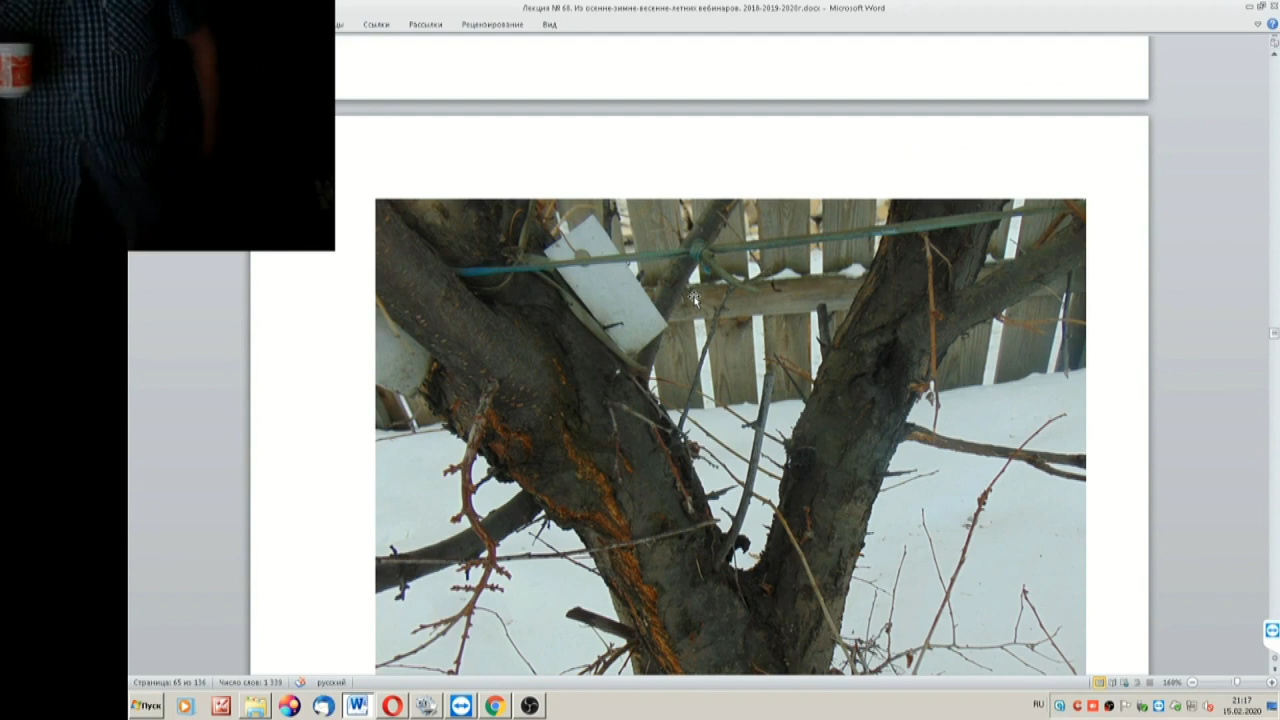 Лекция № 68. Из осенне-зимне-весенне-летних вебинаров. 2018-2019-2020г.docx - Microsoft Word
Ссылки Рассылки Рецензирование Вид
Страница: 65 из 136 Число слов: 1 339 русский 160%
Пуск RU 21:17
15.02.2020